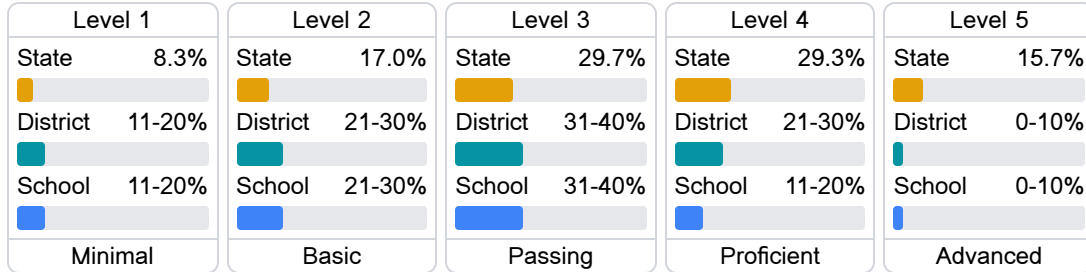 Level 1
State 8.3%
District 11-20%
School 11-20%
Minimal
Level 2
State 17.0%
District 21-30%
School 21-30%
Basic
Level 3
State 29.7%
District 31-40%
School 31-40%
Passing
Level 4
State 29.3%
District 21-30%
School 11-20%
Proficient
Level 5
State 15.7%
District 0-10%
School 0-10%
Advanced